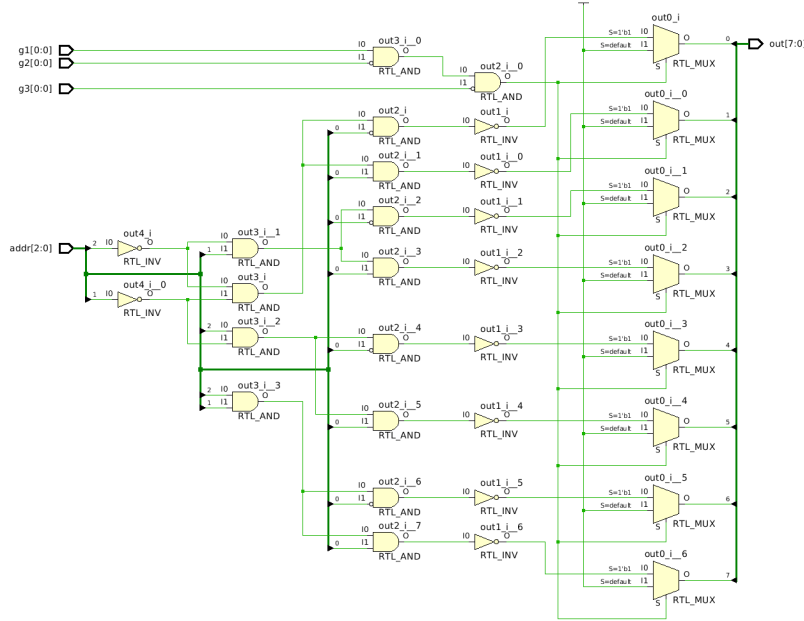 out0_i
S=1'b1 I0
O 0
S=default I1
out[7:0]
S
RTL_MUX
g1[0:0]
g2[0:0]
g3[0:0]
out3_i__0
I0
O
I1
RTL_AND
out2_i__0
I0
O
I1
RTL_AND
out0_i__0
S=1'b1 I0
O 1
S=default I1
S
RTL_MUX
out2_i
I0
O
0 I1
RTL_AND
out1_i
I0 O
RTL_INV
out2_i__1
I0
O
0 I1
RTL_AND
out1_i__0
I0 O
RTL_INV
out0_i__1
S=1'b1 I0
O 2
S=default I1
S
RTL_MUX
out2_i__2
I0
O
0 I1
RTL_AND
out1_i__1
I0 O
RTL_INV
addr[2:0]
out4_i
2 I0 O
RTL_INV
out3_i__1
I0
O
1 I1
RTL_AND
out2_i__3
I0
O
0 I1
RTL_AND
out1_i__2
I0 O
RTL_INV
out0_i__2
S=1'b1 I0
O 3
S=default I1
S
RTL_MUX
out4_i__0
1 I0 O
RTL_INV
out3_i
I0
O
I1
RTL_AND
out3_i__2
2 I0
O
I1
RTL_AND
out2_i__4
I0
O
0 I1
RTL_AND
out1_i__3
I0 O
RTL_INV
out0_i__3
S=1'b1 I0
O 4
S=default I1
S
RTL_MUX
out3_i__3
2 I0
O
1 I1
RTL_AND
out2_i__5
I0
O
0 I1
RTL_AND
out1_i__4
I0 O
RTL_INV
out0_i__4
S=1'b1 I0
O 5
S=default I1
S
RTL_MUX
out2_i__6
I0
O
0 I1
RTL_AND
out1_i__5
I0 O
RTL_INV
out0_i__5
S=1'b1 I0
O 6
S=default I1
S
RTL_MUX
out2_i__7
I0
O
0 I1
RTL_AND
out1_i__6
I0 O
RTL_INV
out0_i__6
S=1'b1 I0
O 7
S=default I1
S
RTL_MUX